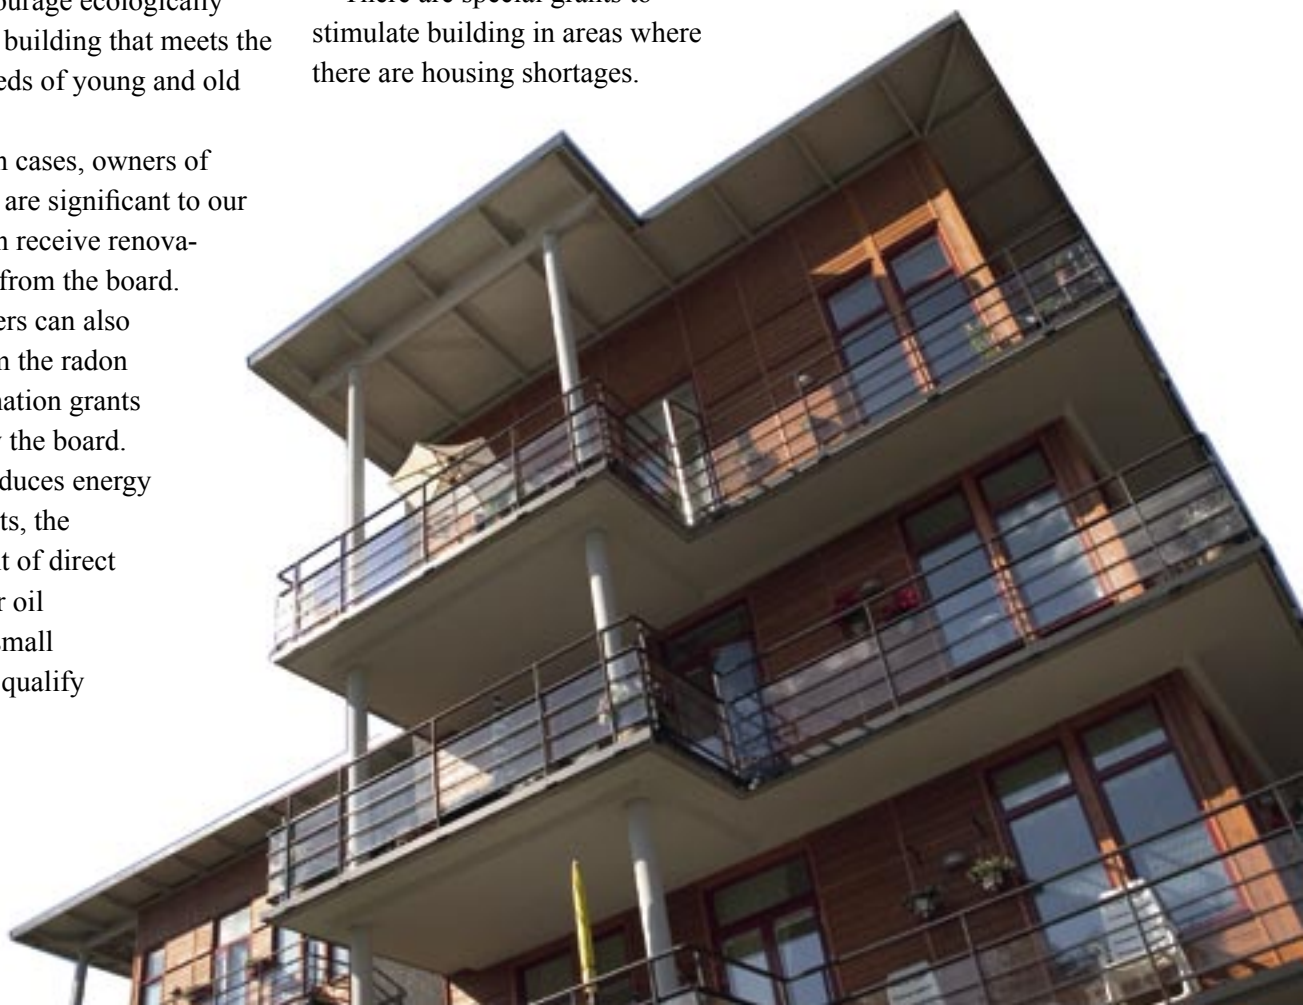 ourage ecologically
building that meets the
eds of young and old
n cases, owners of
are significant to our
n receive renova-
from the board.
ers can also
m the radon
nation grants
y the board.
duces energy
ts, the
t of direct
r oil
small
qualify
There are special grants to
stimulate building in areas where
there are housing shortages.